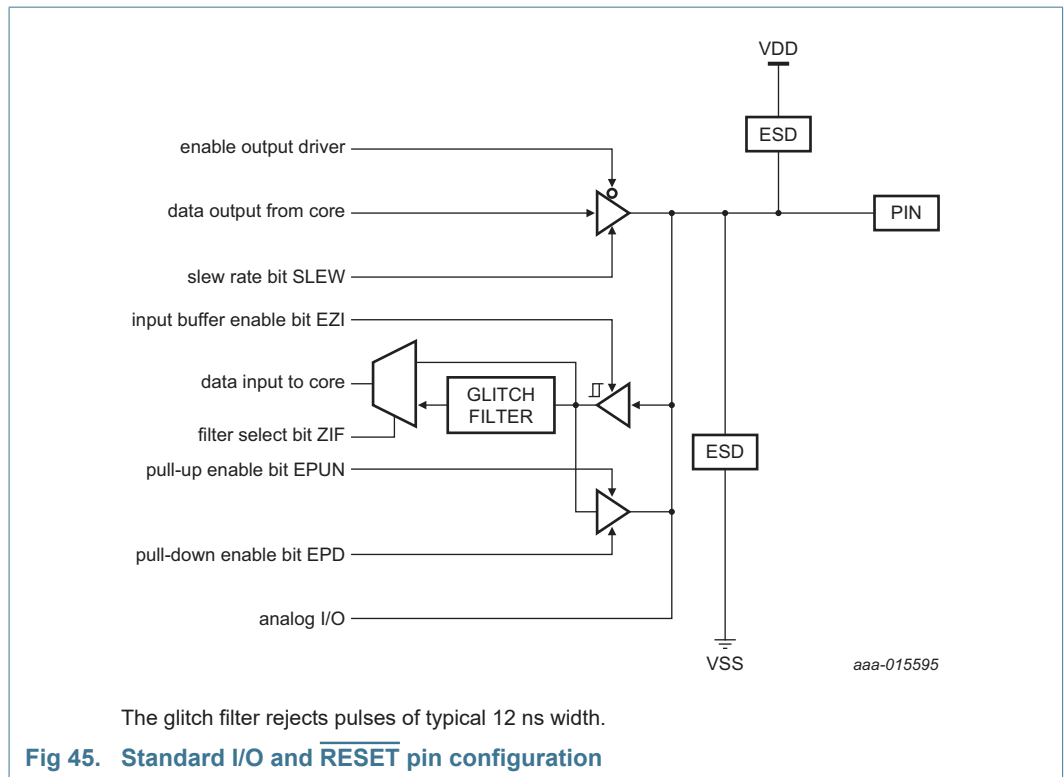 VDD
ESD
enable output driver
data output from core
PIN
slew rate bit SLEW
input buffer enable bit EZI
data input to core
GLITCH
FILTER
filter select bit ZIF
ESD
pull-up enable bit EPUN
pull-down enable bit EPD
analog I/O
VSS
aaa-015595
The glitch filter rejects pulses of typical 12 ns width.
Fig 45. Standard I/O and RESET pin configuration